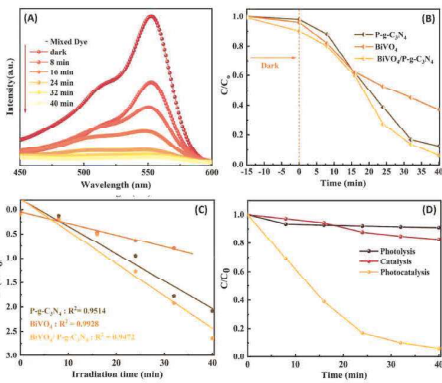 (A)
Mixed Dye
dark
8 min
16 min
24 min
32 min
40 min
Intensity(a.u.)
450 500 550 600
Wavelength (nm)
(B)
P-g-C₃N₄
BiVO₄
BiVO₄/P-g-C₃N₄
Dark
1.0
0.8
0.6
0.4
0.2
0.0
-15 -10 -5 0 5 10 15 20 25 30 35 40
Time (min)
(C)
0.0
0.5
1.0
1.5
2.0
2.5
3.0
P-g-C₃N₄ : R²= 0.9514
BiVO₄ : R² = 0.9928
BiVO₄/ P-g-C₃N₄ : R² = 0.9472
0 10 20 30 40
Irradiation time (min)
(D)
Photolysis
Catalysis
Photocatalysis
C/C₀
1.0
0.8
0.6
0.4
0.2
0.0
0 10 20 30 40
Time (min)